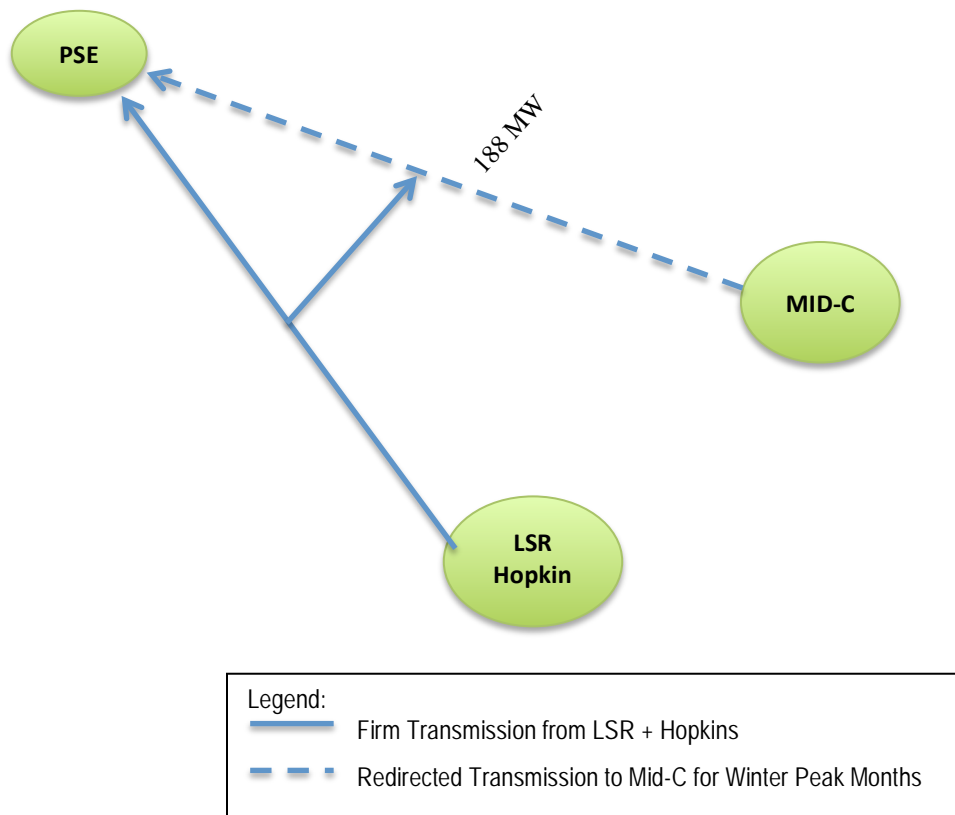 PSE
188 MW
MID-C
LSR
Hopkin
Legend:
Firm Transmission from LSR + Hopkins
Redirected Transmission to Mid-C for Winter Peak Months